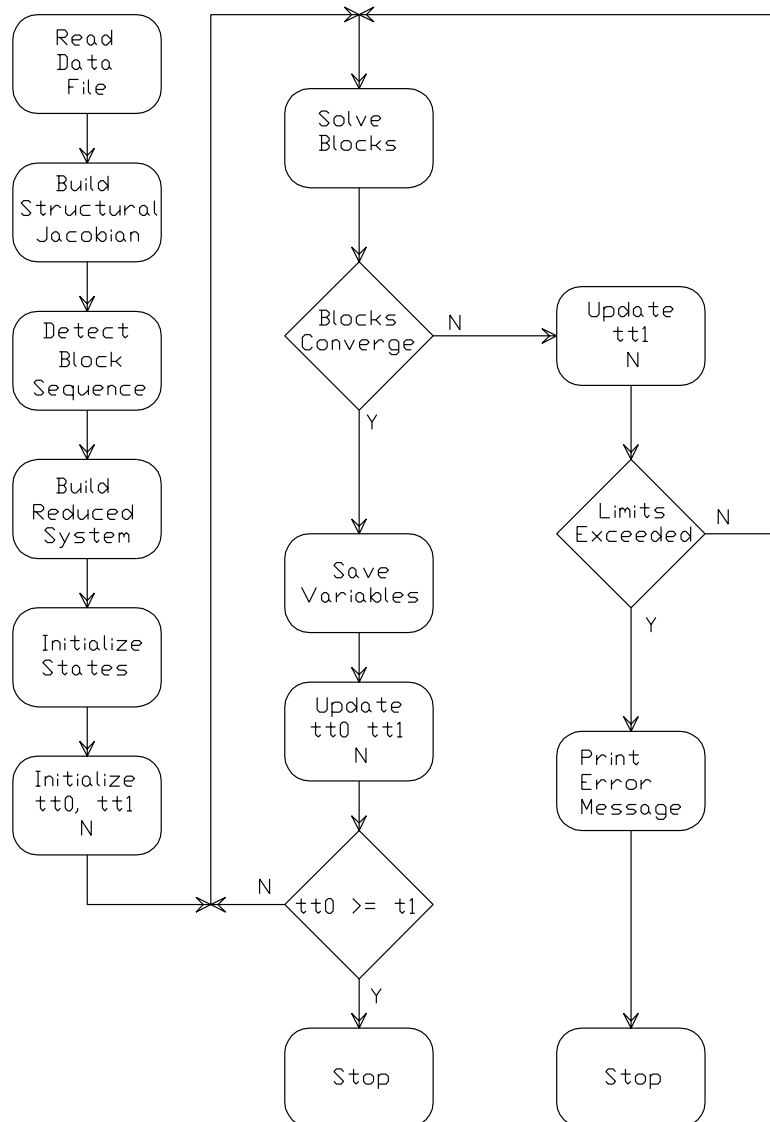 Read
Data
File
Build
Structural
Jacobian
Detect
Block
Sequence
Build
Reduced
System
Initialize
States
Initialize
tt0, tt1
N
Solve
Blocks
Blocks
Converge
N
Y
Save
Variables
Update
tt0 tt1
N
tt0 >= t1
N
Y
Stop
Update
tt1
N
Limits
Exceeded
N
Y
Print
Error
Message
Stop